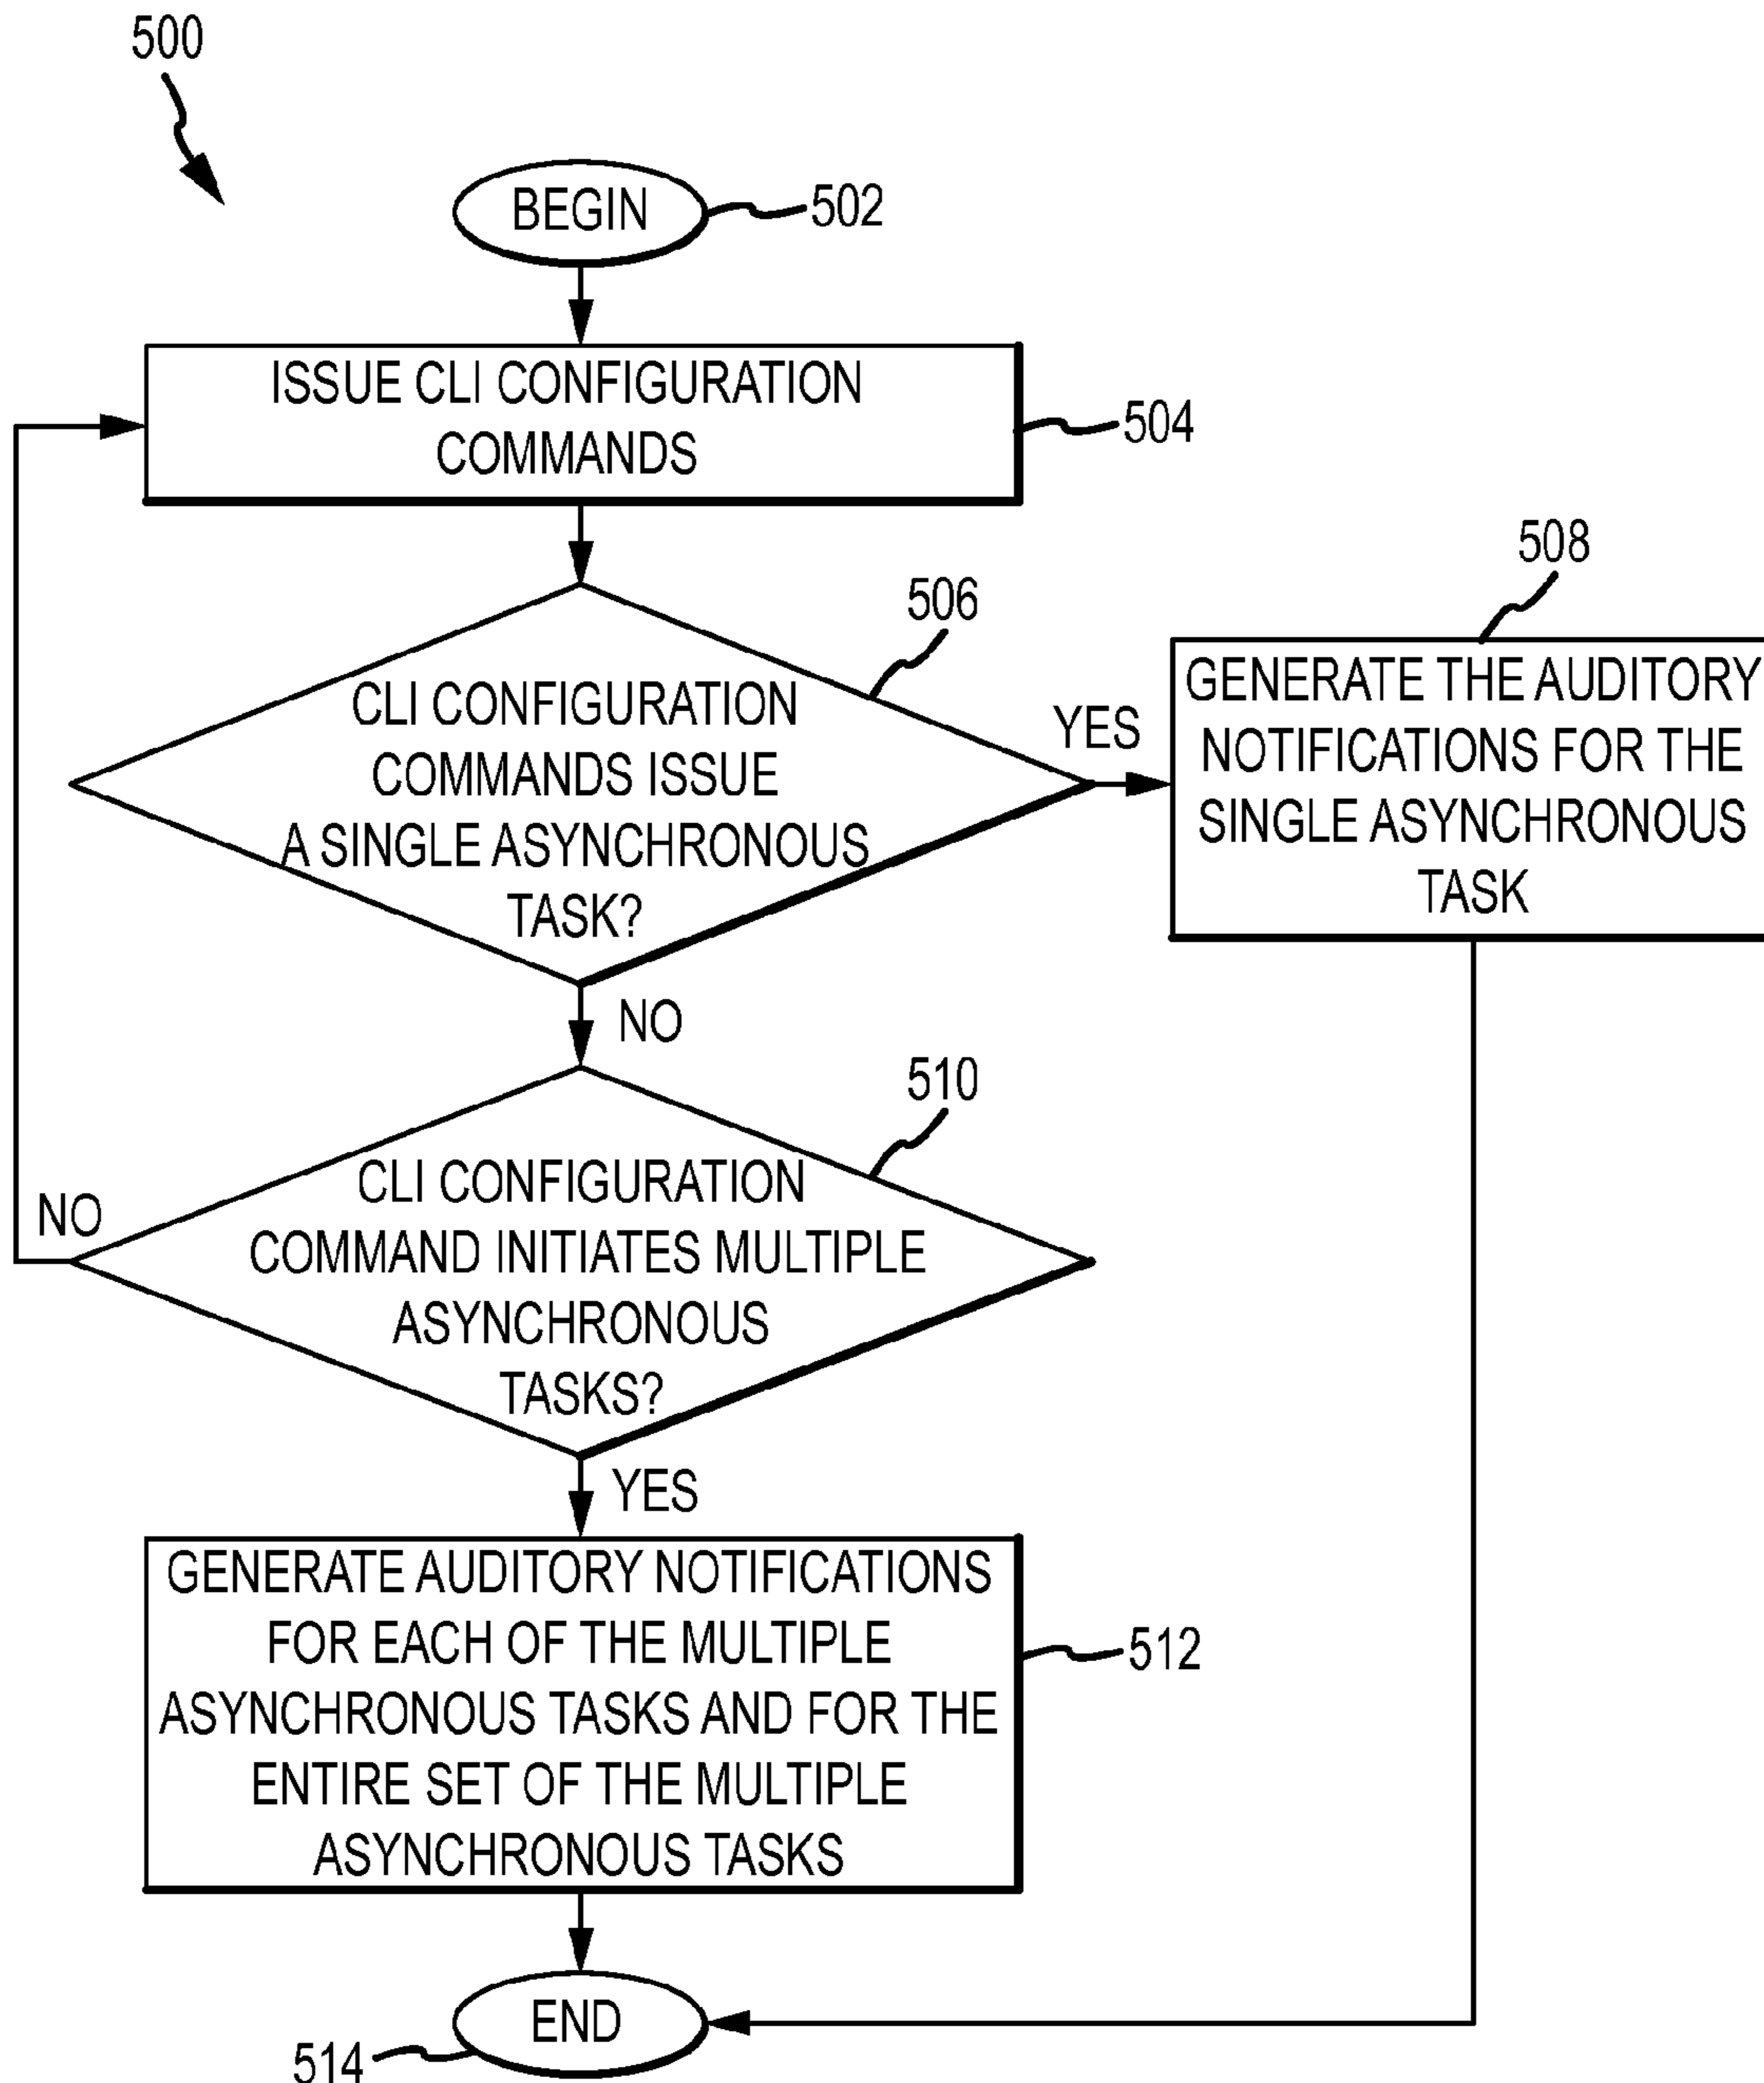 500
BEGIN
502
ISSUE CLI CONFIGURATION
COMMANDS
504
506
CLI CONFIGURATION
COMMANDS ISSUE
A SINGLE ASYNCHRONOUS
TASK?
YES
508
GENERATE THE AUDITORY
NOTIFICATIONS FOR THE
SINGLE ASYNCHRONOUS
TASK
NO
510
CLI CONFIGURATION
COMMAND INITIATES MULTIPLE
ASYNCHRONOUS
TASKS?
NO
YES
GENERATE AUDITORY NOTIFICATIONS
FOR EACH OF THE MULTIPLE
ASYNCHRONOUS TASKS AND FOR THE
ENTIRE SET OF THE MULTIPLE
ASYNCHRONOUS TASKS
512
END
514